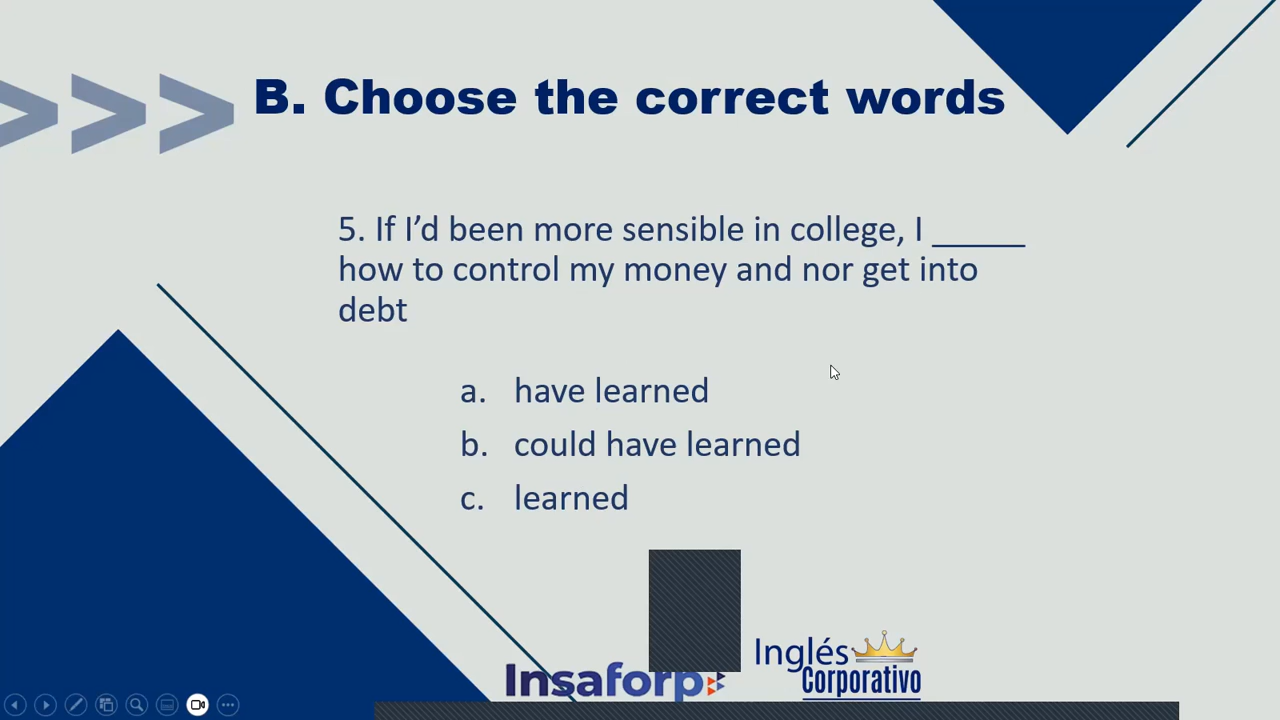 B. Choose the correct words
5. If I’d been more sensible in college, I _____
how to control my money and nor get into
debt
a. have learned
b. could have learned
c. learned
Insaforp
Inglés
Corporativo